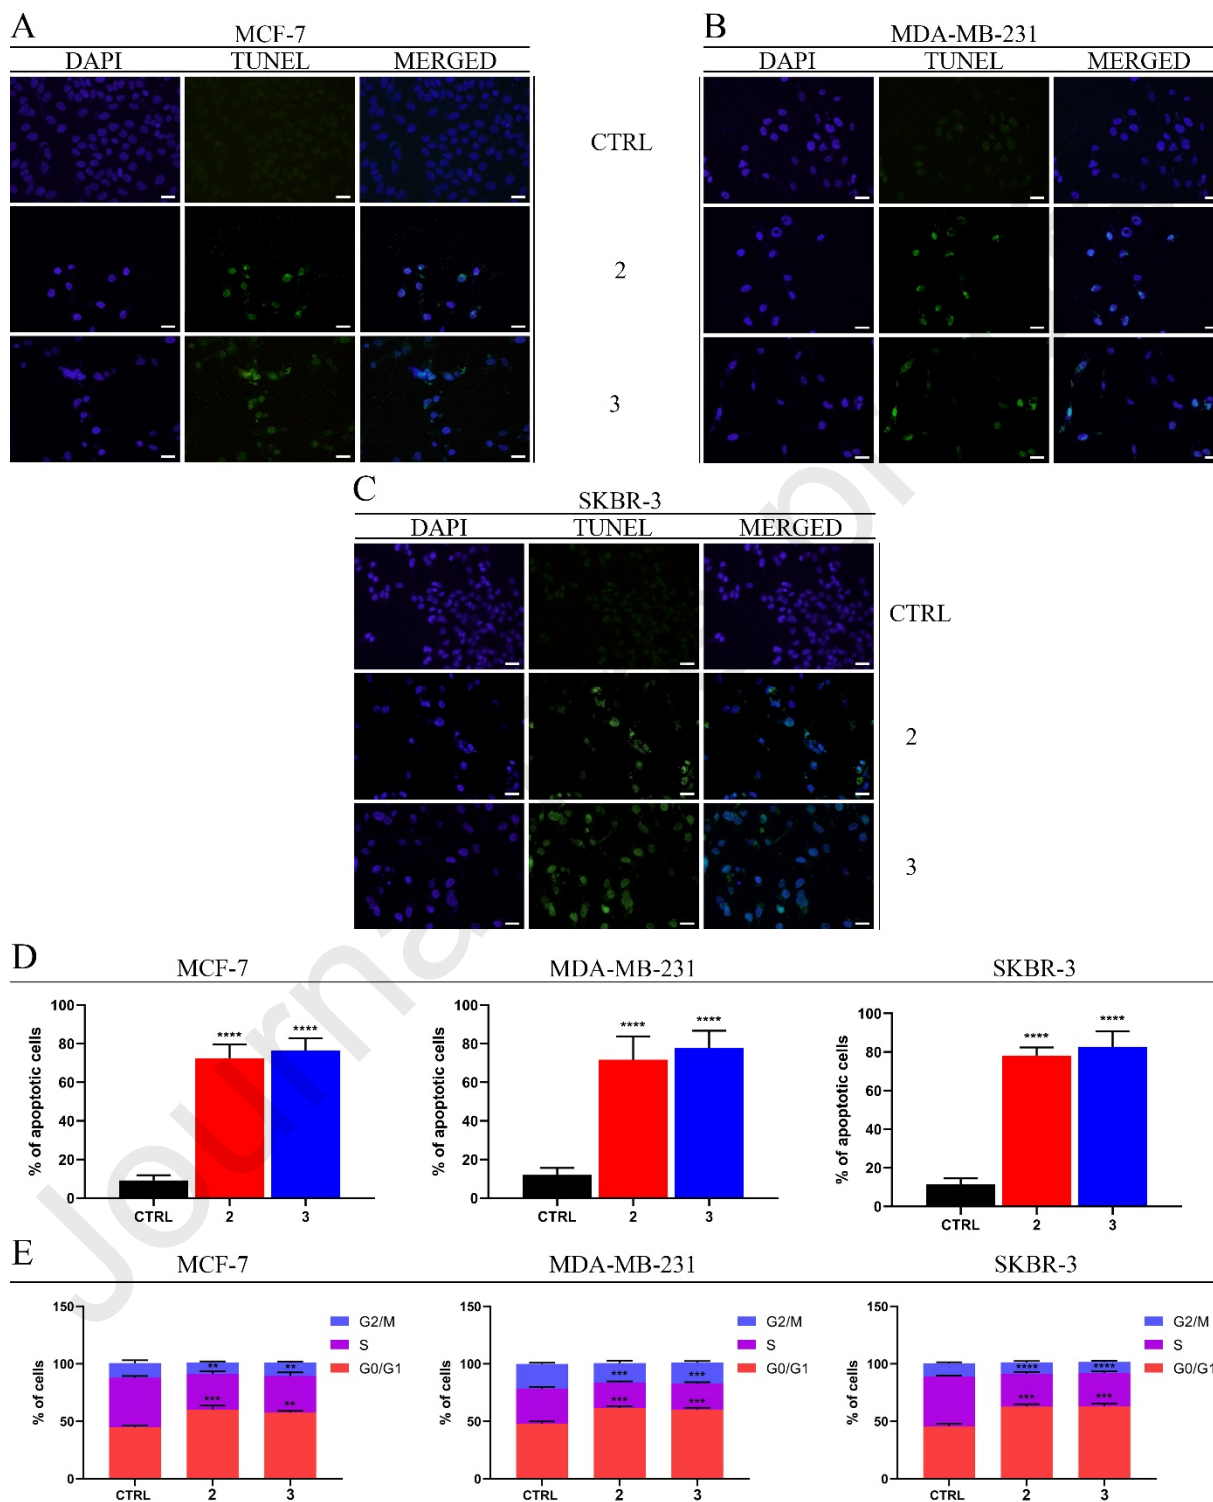 A
MCF-7
DAPI TUNEL MERGED
B
MDA-MB-231
DAPI TUNEL MERGED
CTRL
2
3
C
SKBR-3
DAPI TUNEL MERGED
CTRL
2
3
D
MCF-7 MDA-MB-231 SKBR-3
% of apoptotic cells
100
80
60
40
20
0
**** ****
CTRL 2 3
% of apoptotic cells
100
80
60
40
20
0
**** ****
CTRL 2 3
% of apoptotic cells
100
80
60
40
20
0
**** ****
CTRL 2 3
E
MCF-7 MDA-MB-231 SKBR-3
% of cells
150
100
50
0
** **
*** **
CTRL 2 3
G2/M
S
G0/G1
% of cells
150
100
50
0
*** ***
*** ***
CTRL 2 3
G2/M
S
G0/G1
% of cells
150
100
50
0
**** ****
*** ***
CTRL 2 3
G2/M
S
G0/G1
Journal